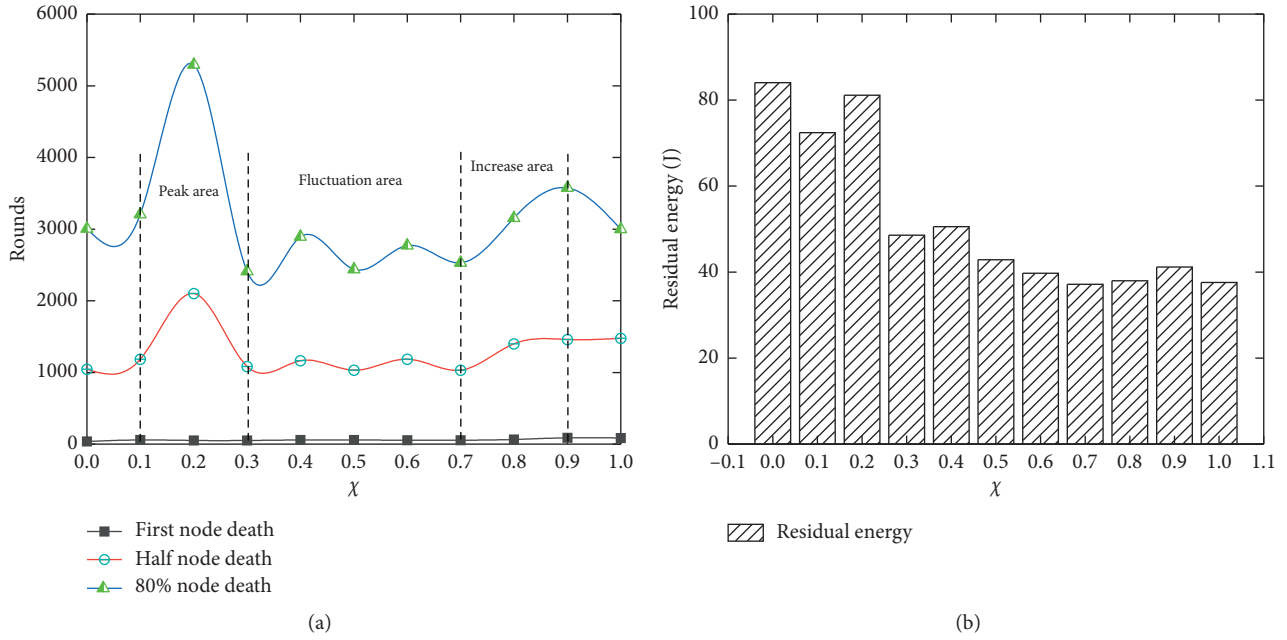 6000
5000
4000
3000
2000
1000
0
Rounds
Peak area
Fluctuation area
Increase area
0.0 0.1 0.2 0.3 0.4 0.5 0.6 0.7 0.8 0.9 1.0
χ
First node death
Half node death
80% node death
(a)
100
80
60
40
20
0
Residual energy (J)
−0.1 0.0 0.1 0.2 0.3 0.4 0.5 0.6 0.7 0.8 0.9 1.0 1.1
χ
Residual energy
(b)